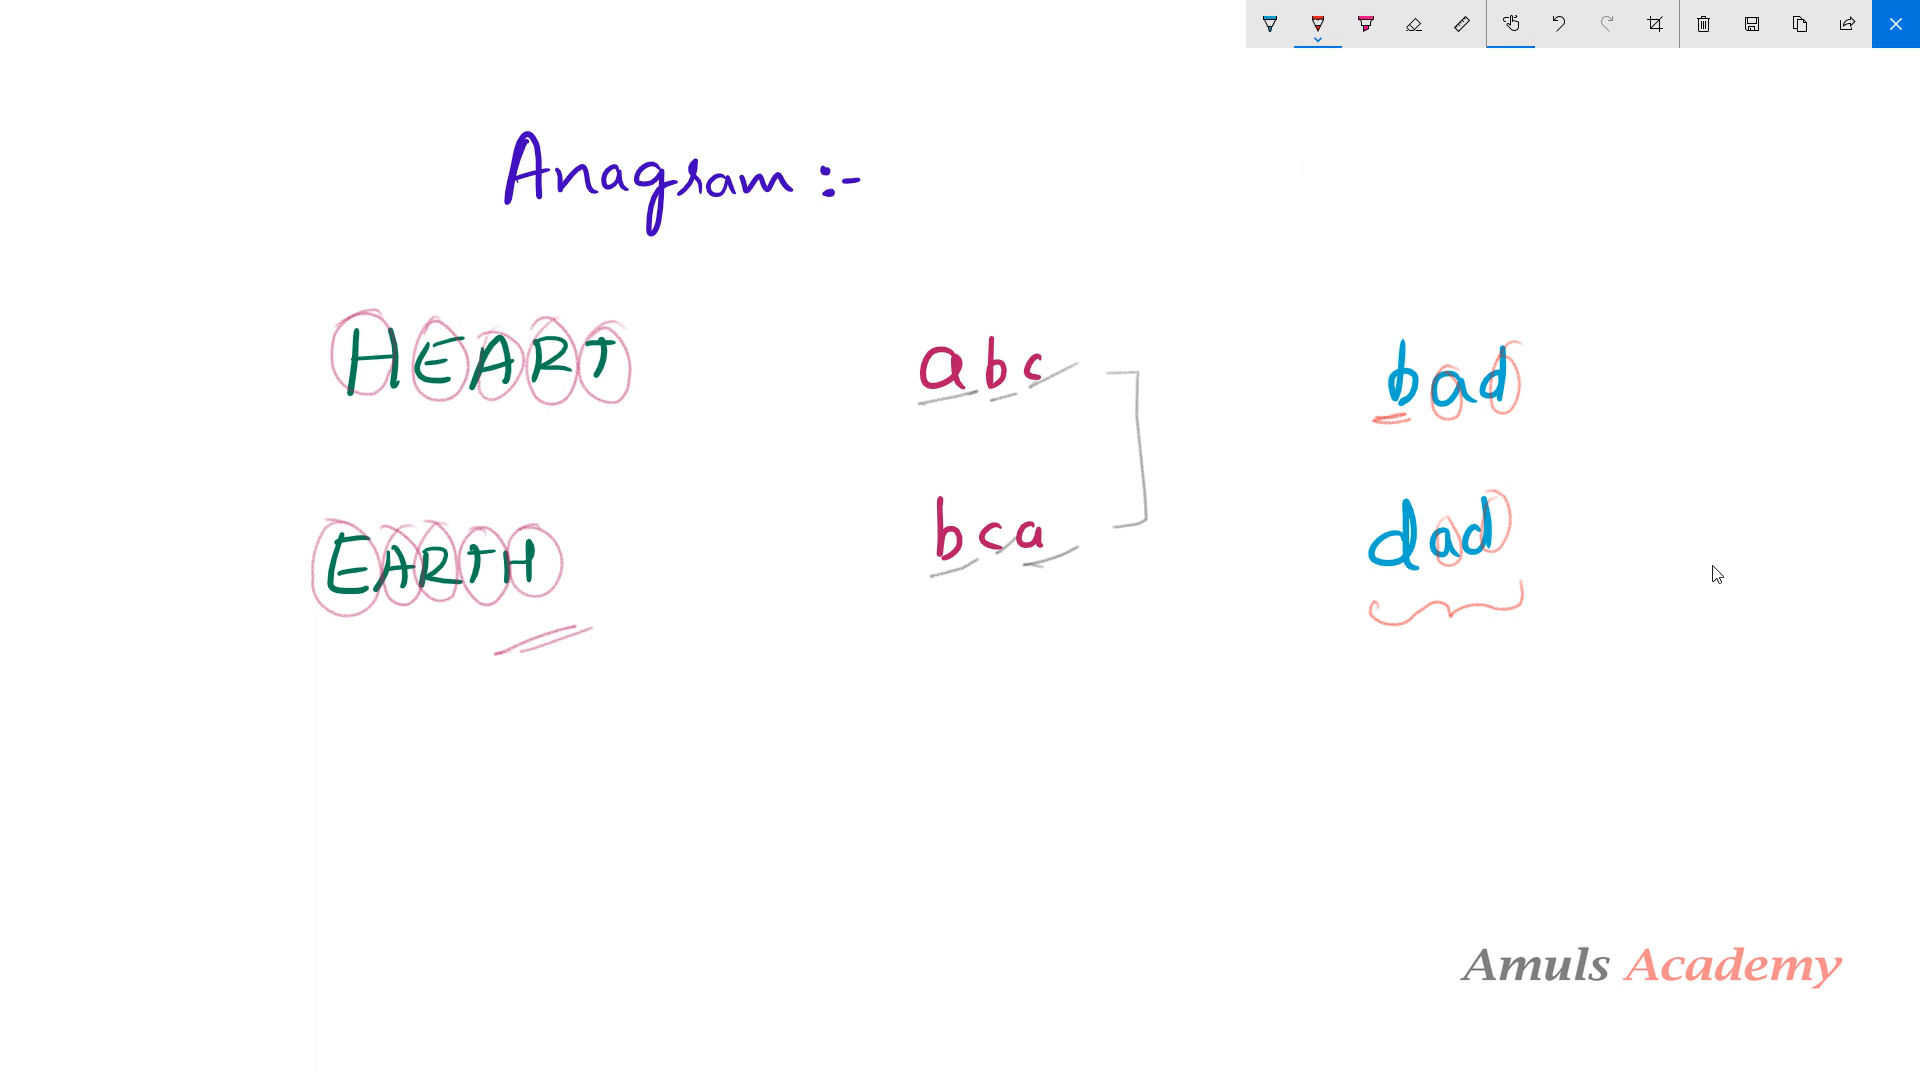 Anagram :-
HEART
EARTH
abc
bca
bad
dad
Amuls Academy